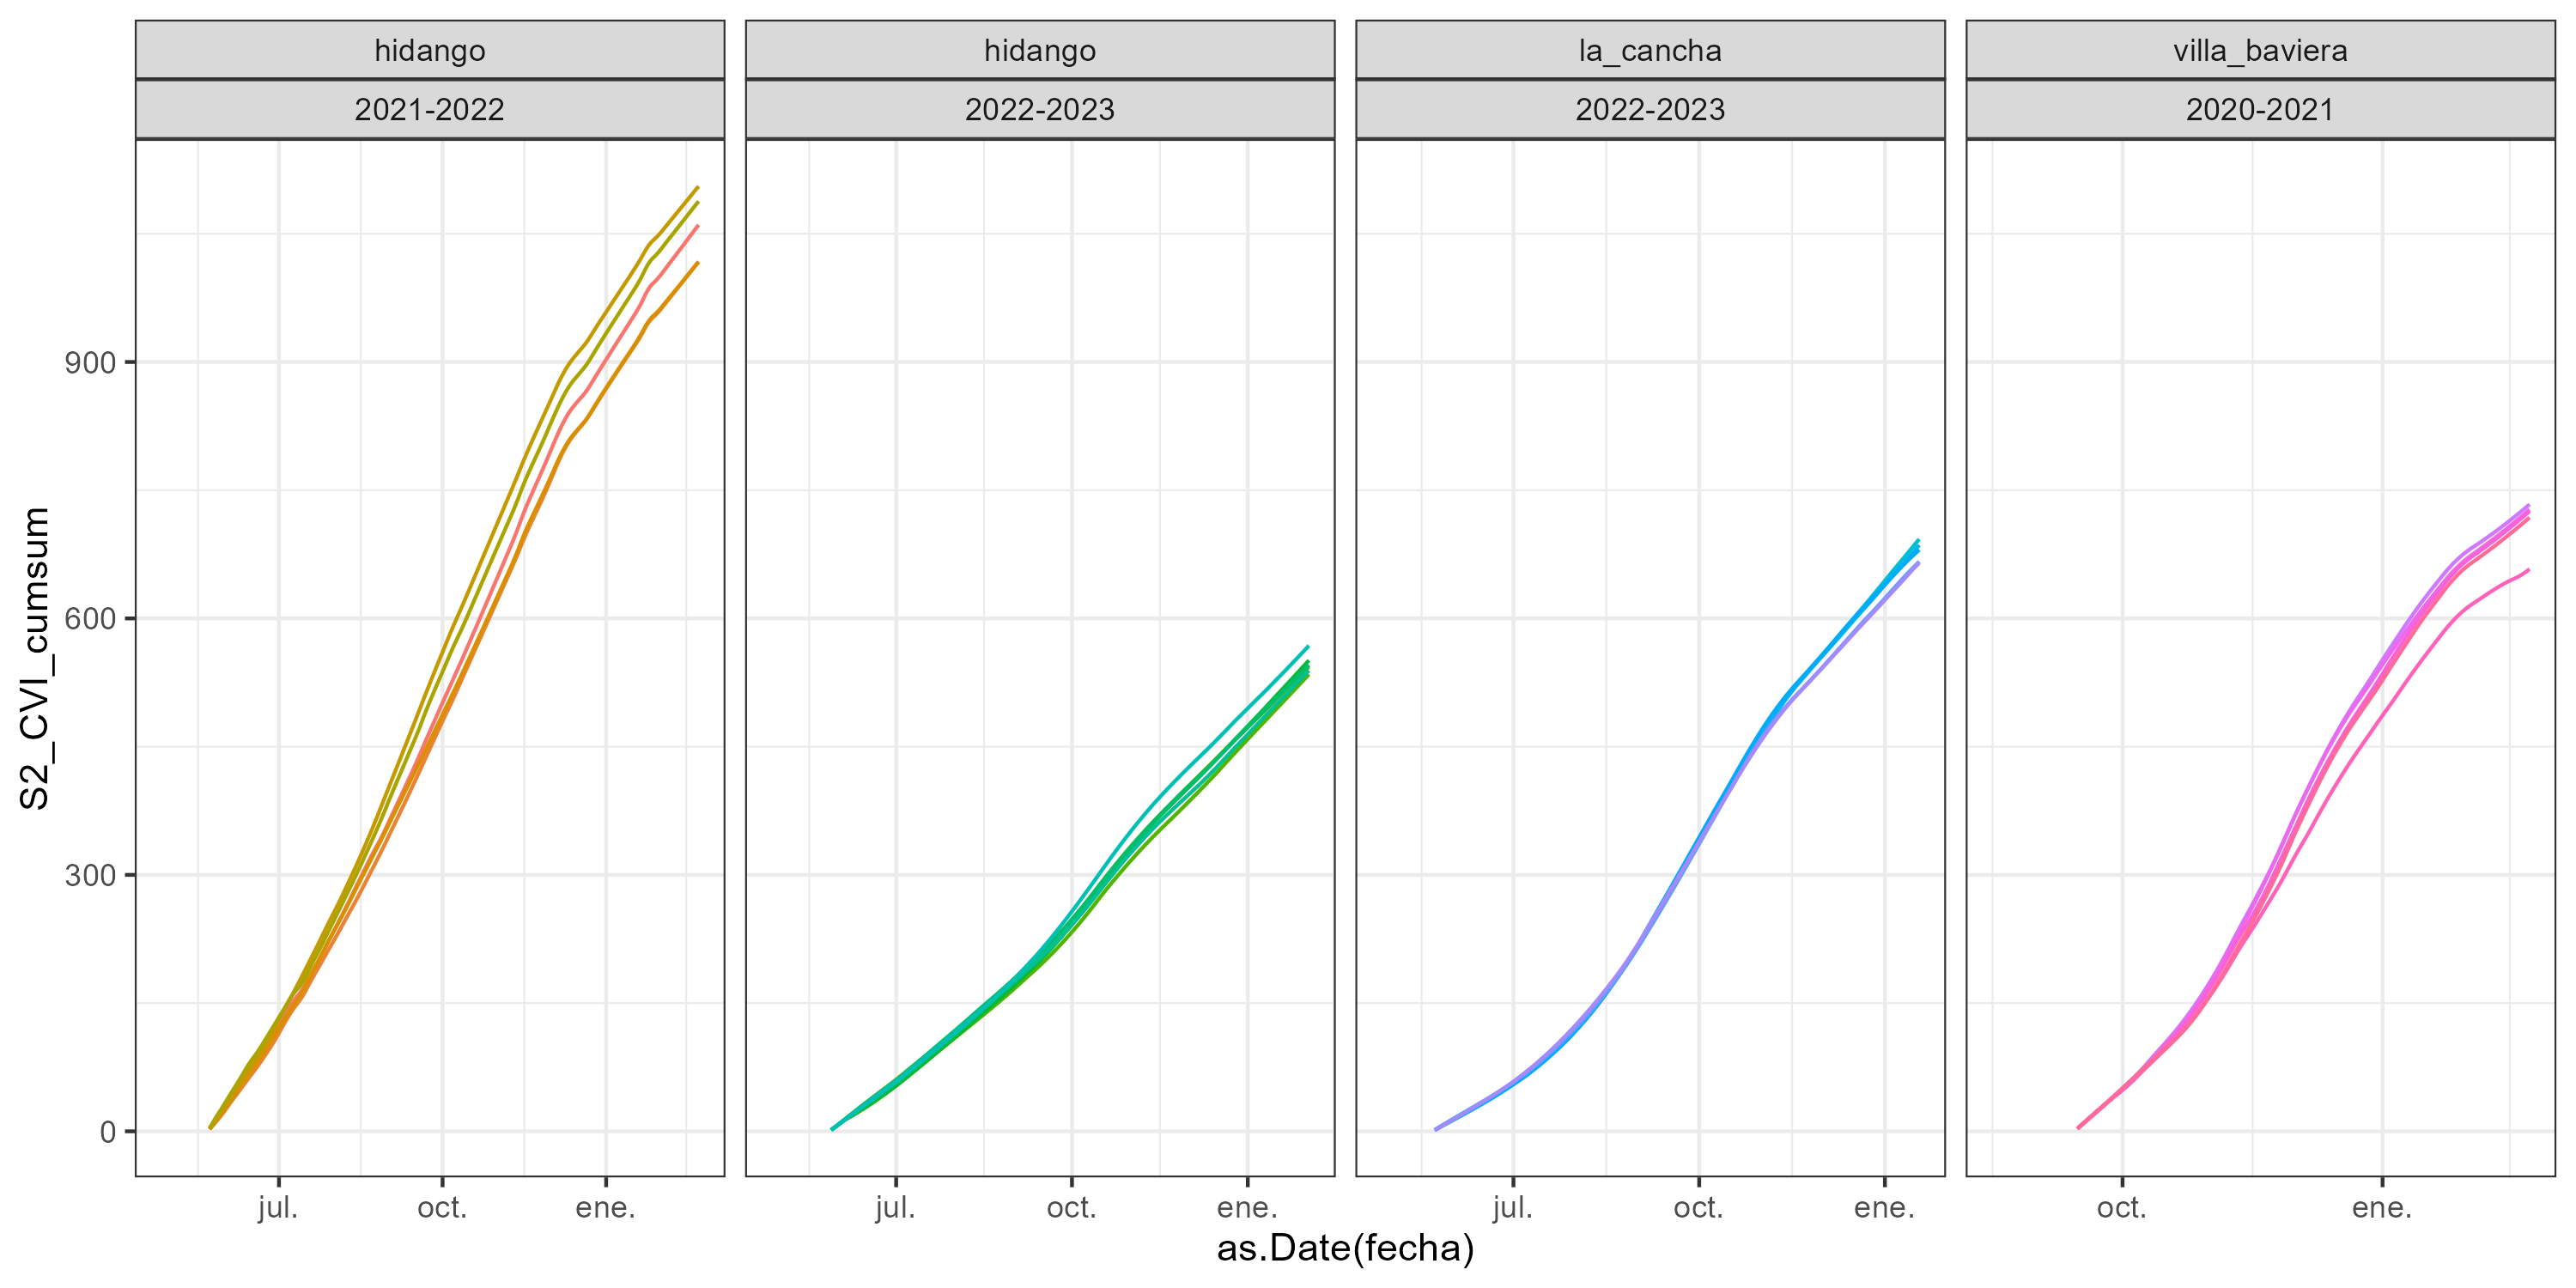 hidango
hidango
la_cancha
villa_baviera
2021-2022
2022-2023
2022-2023
2020-2021
S2_CVI_cumsum
900
600
300
0
jul.
oct.
ene.
jul.
oct.
ene.
jul.
oct.
ene.
oct.
ene.
as.Date(fecha)